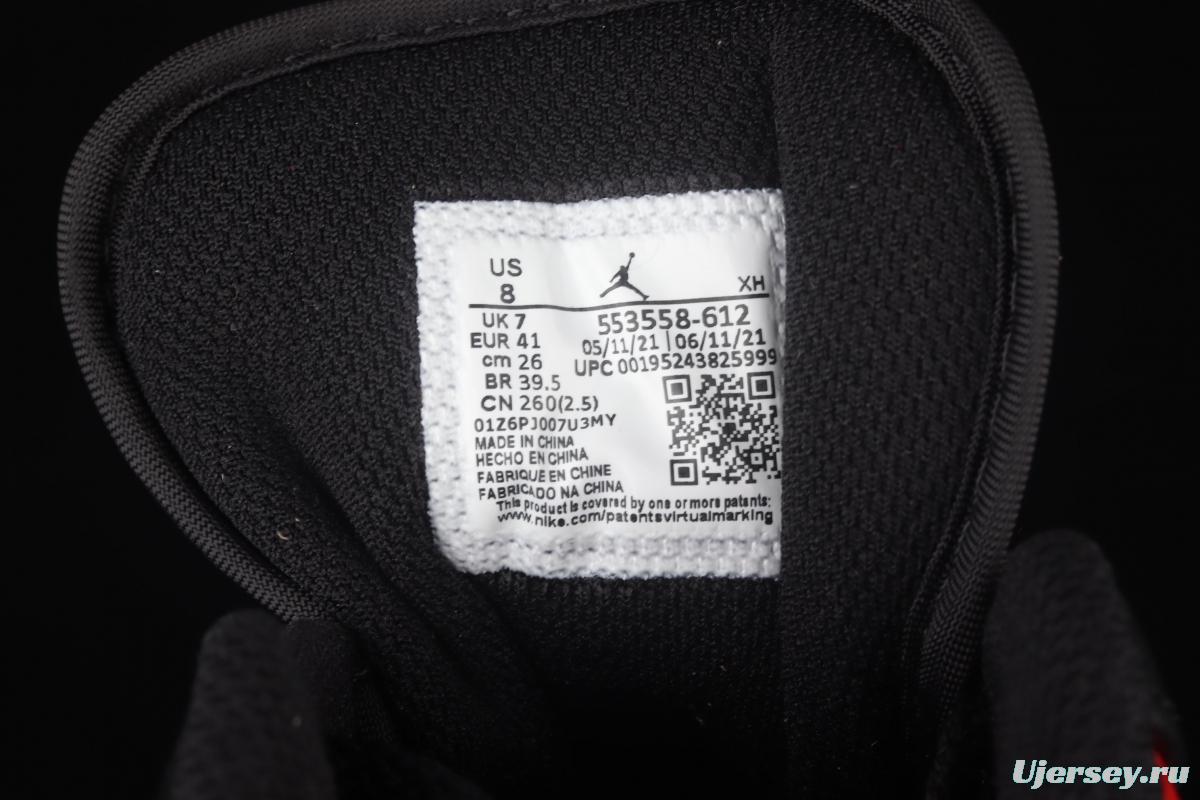 US
8
XH
UK 7
553558-612
EUR 41
05/11/21 | 06/11/21
cm 26
UPC 00195243825999
BR 39.5
CN 260(2.5)
01Z6PJ007U3MY
MADE IN CHINA
HECHO EN CHINA
FABRIQUE EN CHINE
FABRICADO NA CHINA
This product is covered by one or more patents:
www.nike.com/patentsvirtualmarking
Ujersey.ru